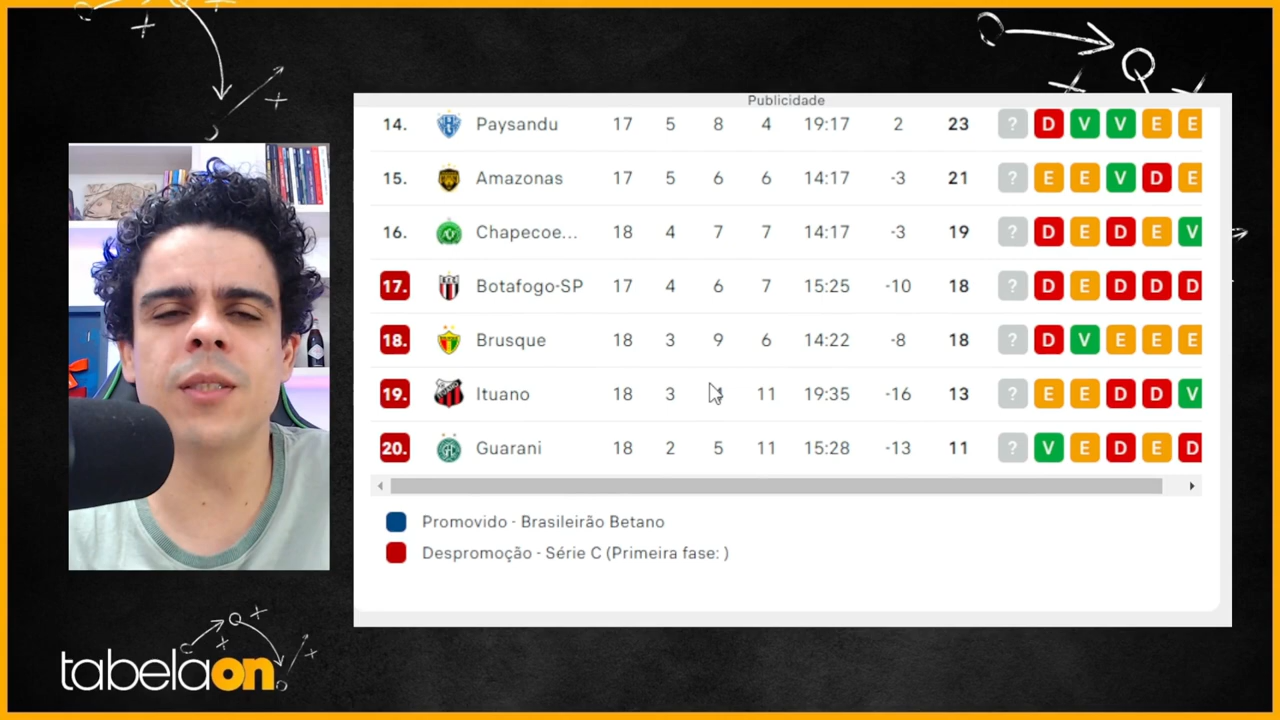 Publicidade
14. Paysandu 17 5 8 4 19:17 2 23 ? D V V E E
15. Amazonas 17 5 6 6 14:17 -3 21 ? E E V D E
16. Chapecoe... 18 4 7 7 14:17 -3 19 ? D E D E V
17. Botafogo-SP 17 4 6 7 15:25 -10 18 ? D E D D D
18. Brusque 18 3 9 6 14:22 -8 18 ? D V E E E
19. Ituano 18 3 11 19:35 -16 13 ? E E D D V
20. Guarani 18 2 5 11 15:28 -13 11 ? V E D E D
Promovido - Brasileirão Betano
Despromoção - Série C (Primeira fase: )
tabelaon